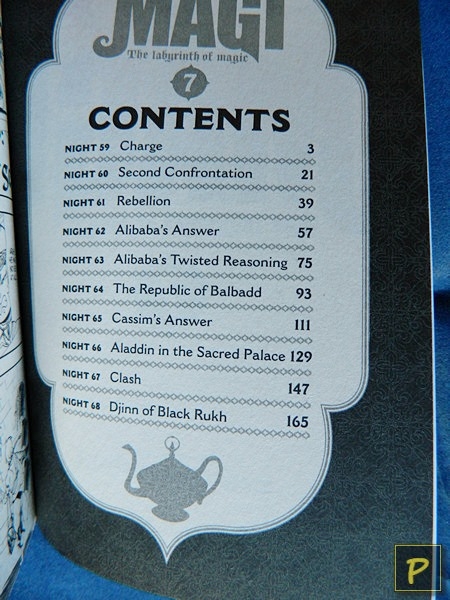 MAGI
The labyrinth of magic
7
CONTENTS
NIGHT 59 Charge 3
NIGHT 60 Second Confrontation 21
NIGHT 61 Rebellion 39
NIGHT 62 Alibaba's Answer 57
NIGHT 63 Alibaba's Twisted Reasoning 75
NIGHT 64 The Republic of Balbadd 93
NIGHT 65 Cassim's Answer 111
NIGHT 66 Aladdin in the Sacred Palace 129
NIGHT 67 Clash 147
NIGHT 68 Djinn of Black Rukh 165
P